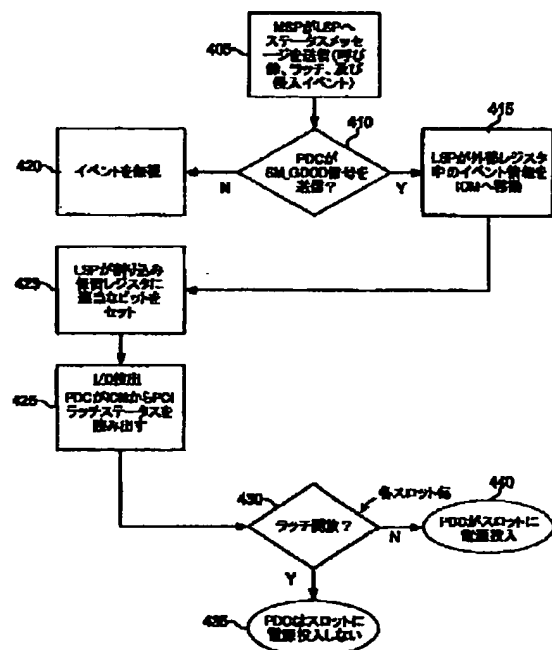 405
MSPがLSPへ
ステータスメッセ
ージを送信(呼び
鈴、ラッチ、及び
侵入イベント)
410
PDCが
SM_GOOD信号を
送信?
N
Y
420
イベントを無視
415
LSPが外部レジスタ
中のイベント情報を
ICMへ移動
423
LSPが割り込み
レジスタに
適当なビットを
セット
425
I/O検出
PDCがICMからPCI
ラッチステータスを
読み出す
430
ラッチ開放?
各スロット毎
N
Y
440
PDCがスロットに
電源投入
435
PDCはスロットに
電源投入しない